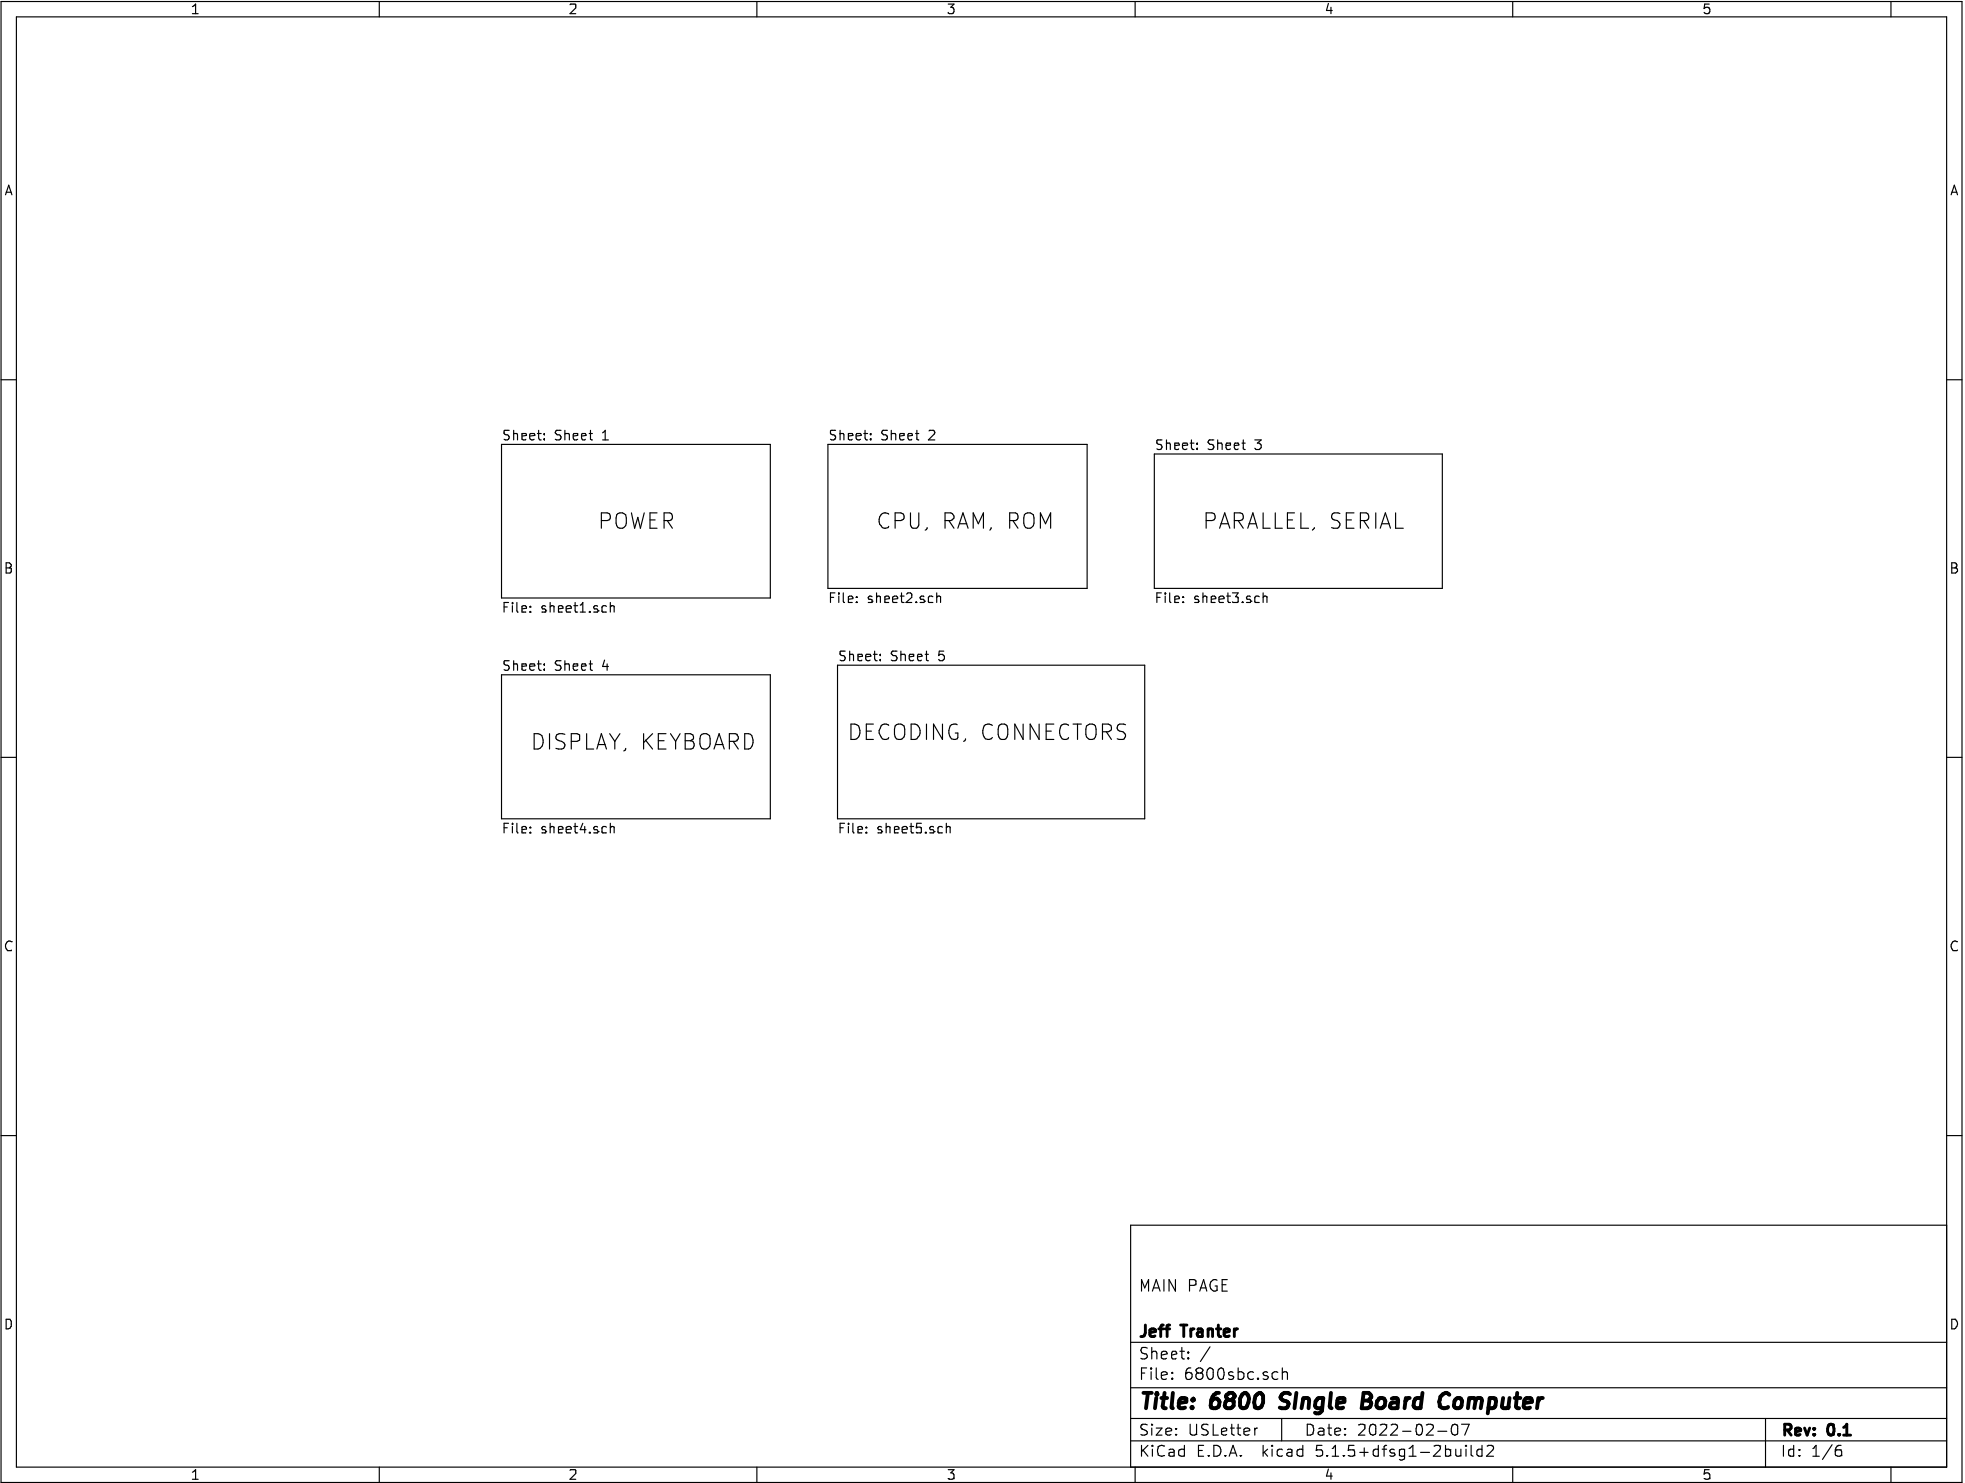 1 2 3 4 5
A A
Sheet: Sheet 1
POWER
File: sheet1.sch
Sheet: Sheet 2
CPU, RAM, ROM
File: sheet2.sch
Sheet: Sheet 3
PARALLEL, SERIAL
File: sheet3.sch
B B
Sheet: Sheet 4
DISPLAY, KEYBOARD
File: sheet4.sch
Sheet: Sheet 5
DECODING, CONNECTORS
File: sheet5.sch
C C
D D
MAIN PAGE
Jeff Tranter
Sheet: /
File: 6800sbc.sch
Title: 6800 SIngle Board Computer
Size: USLetter Date: 2022-02-07 Rev: 0.1
KiCad E.D.A. kicad 5.1.5+dfsg1-2build2 Id: 1/6
1 2 3 4 5